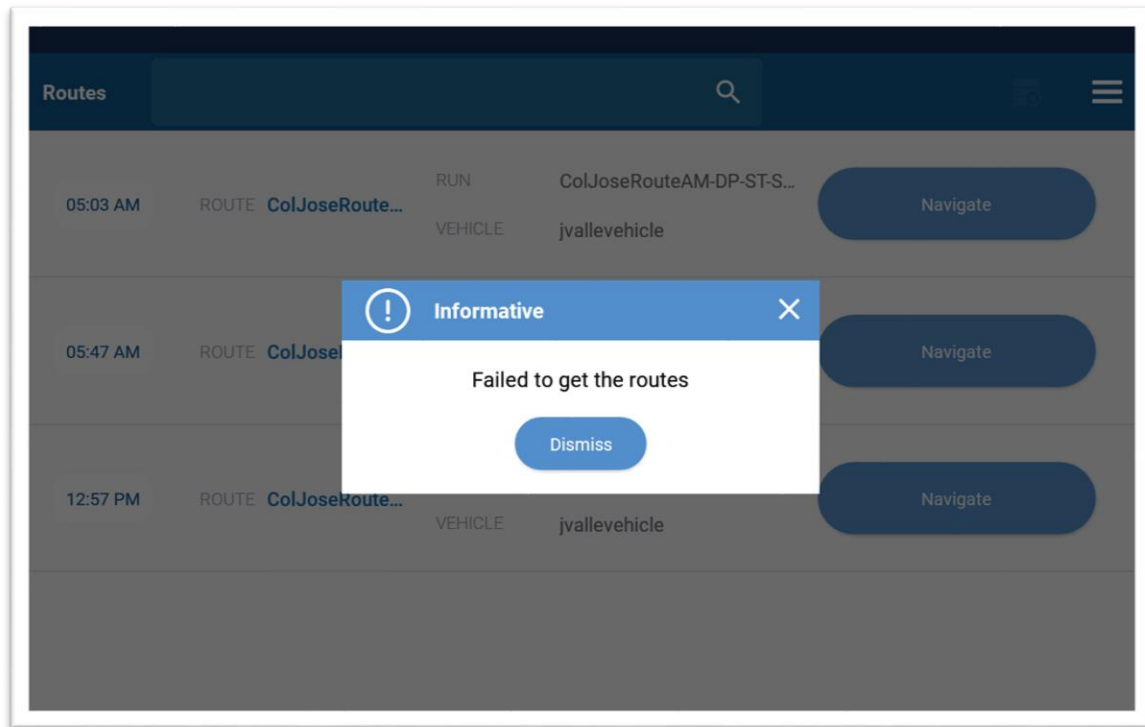 Routes
05:03 AM
ROUTE ColJoseRoute...
RUN ColJoseRouteAM-DP-ST-S...
VEHICLE jvallevehicle
Navigate
Informative
Failed to get the routes
Dismiss
05:47 AM
ROUTE ColJose
Navigate
12:57 PM
ROUTE ColJoseRoute...
VEHICLE jvallevehicle
Navigate